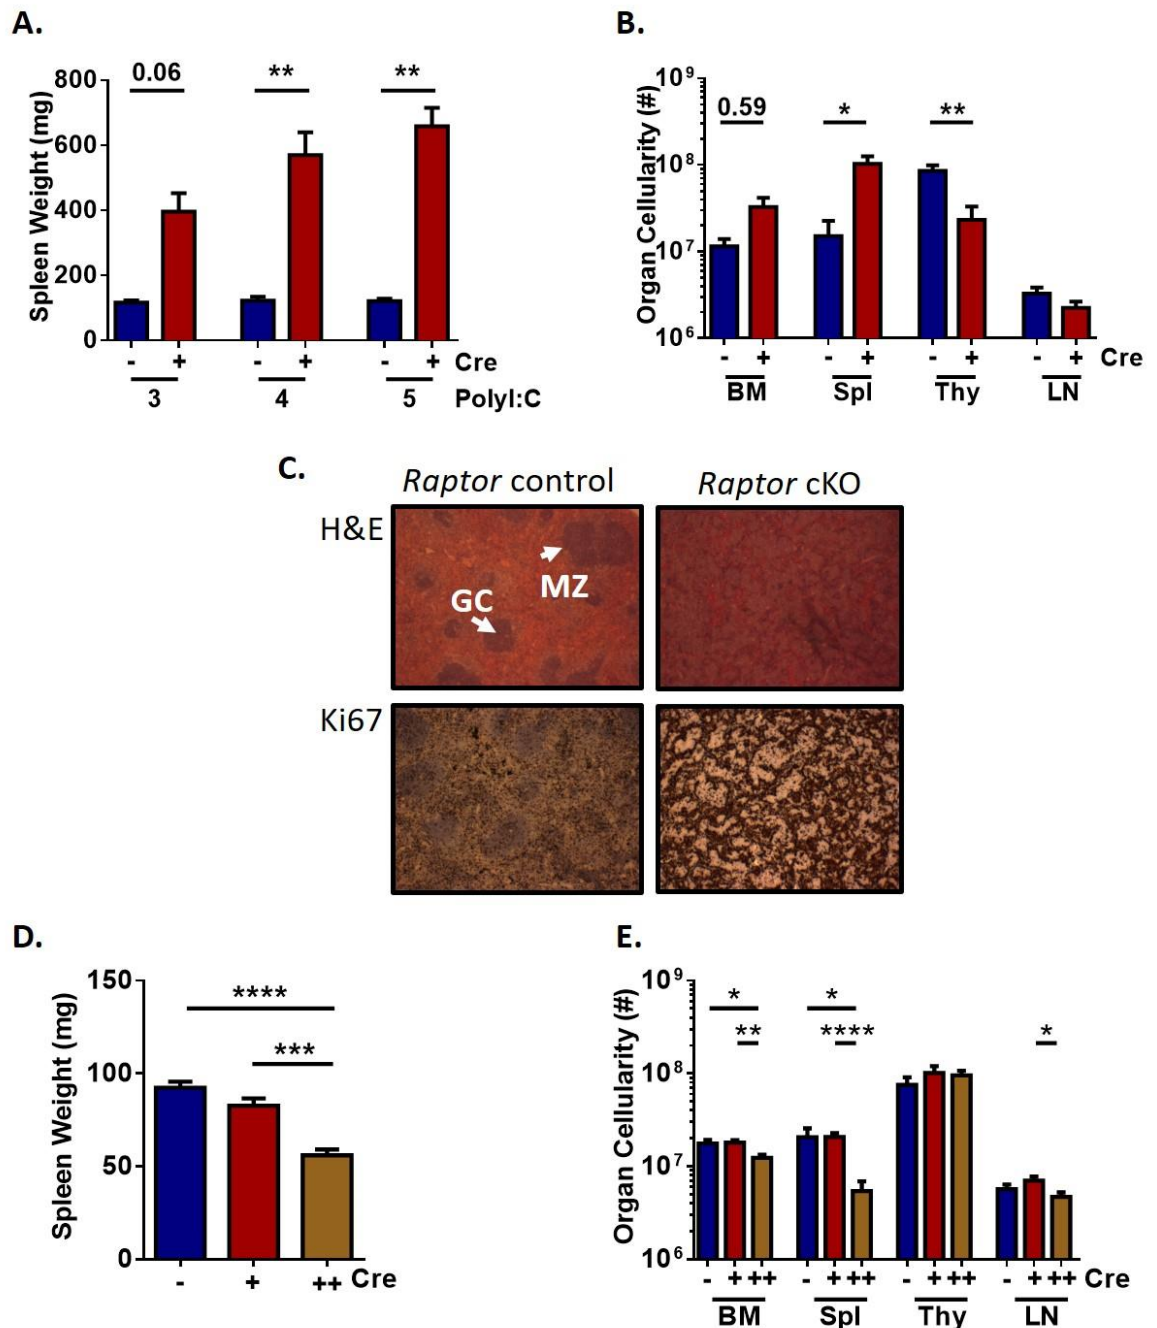 A.
Spleen Weight (mg)
800
600
400
200
0
0.06
**
**
- + - + - + Cre
3 4 5 PolyI:C
B.
Organ Cellularity (#)
10⁹
10⁸
10⁷
10⁶
0.59
*
**
- + - + - + - + Cre
BM Spl Thy LN
C.
Raptor control
Raptor cKO
H&E
GC
MZ
Ki67
D.
Spleen Weight (mg)
150
100
50
0
****
***
- + ++ Cre
E.
Organ Cellularity (#)
10⁹
10⁸
10⁷
10⁶
* * 
** **** *
- + ++ - + ++ - + ++ - + ++ Cre
BM Spl Thy LN